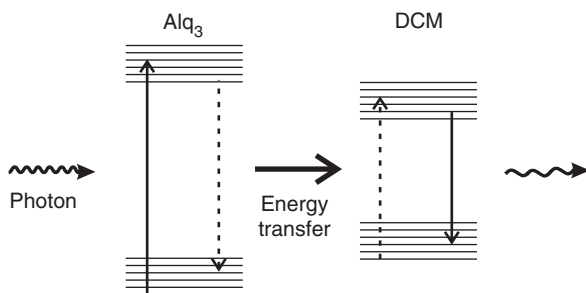 Alq₃
DCM
Photon
Energy
transfer